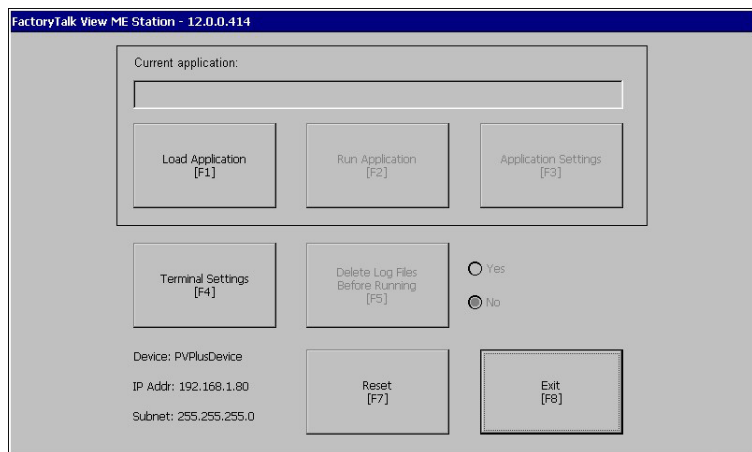 FactoryTalk View ME Station - 12.0.0.414
Current application:
Load Application
[F1]
Run Application
[F2]
Application Settings
[F3]
Terminal Settings
[F4]
Delete Log Files
Before Running
[F5]
Yes
No
Device: PVPlusDevice
IP Addr: 192.168.1.80
Subnet: 255.255.255.0
Reset
[F7]
Exit
[F8]